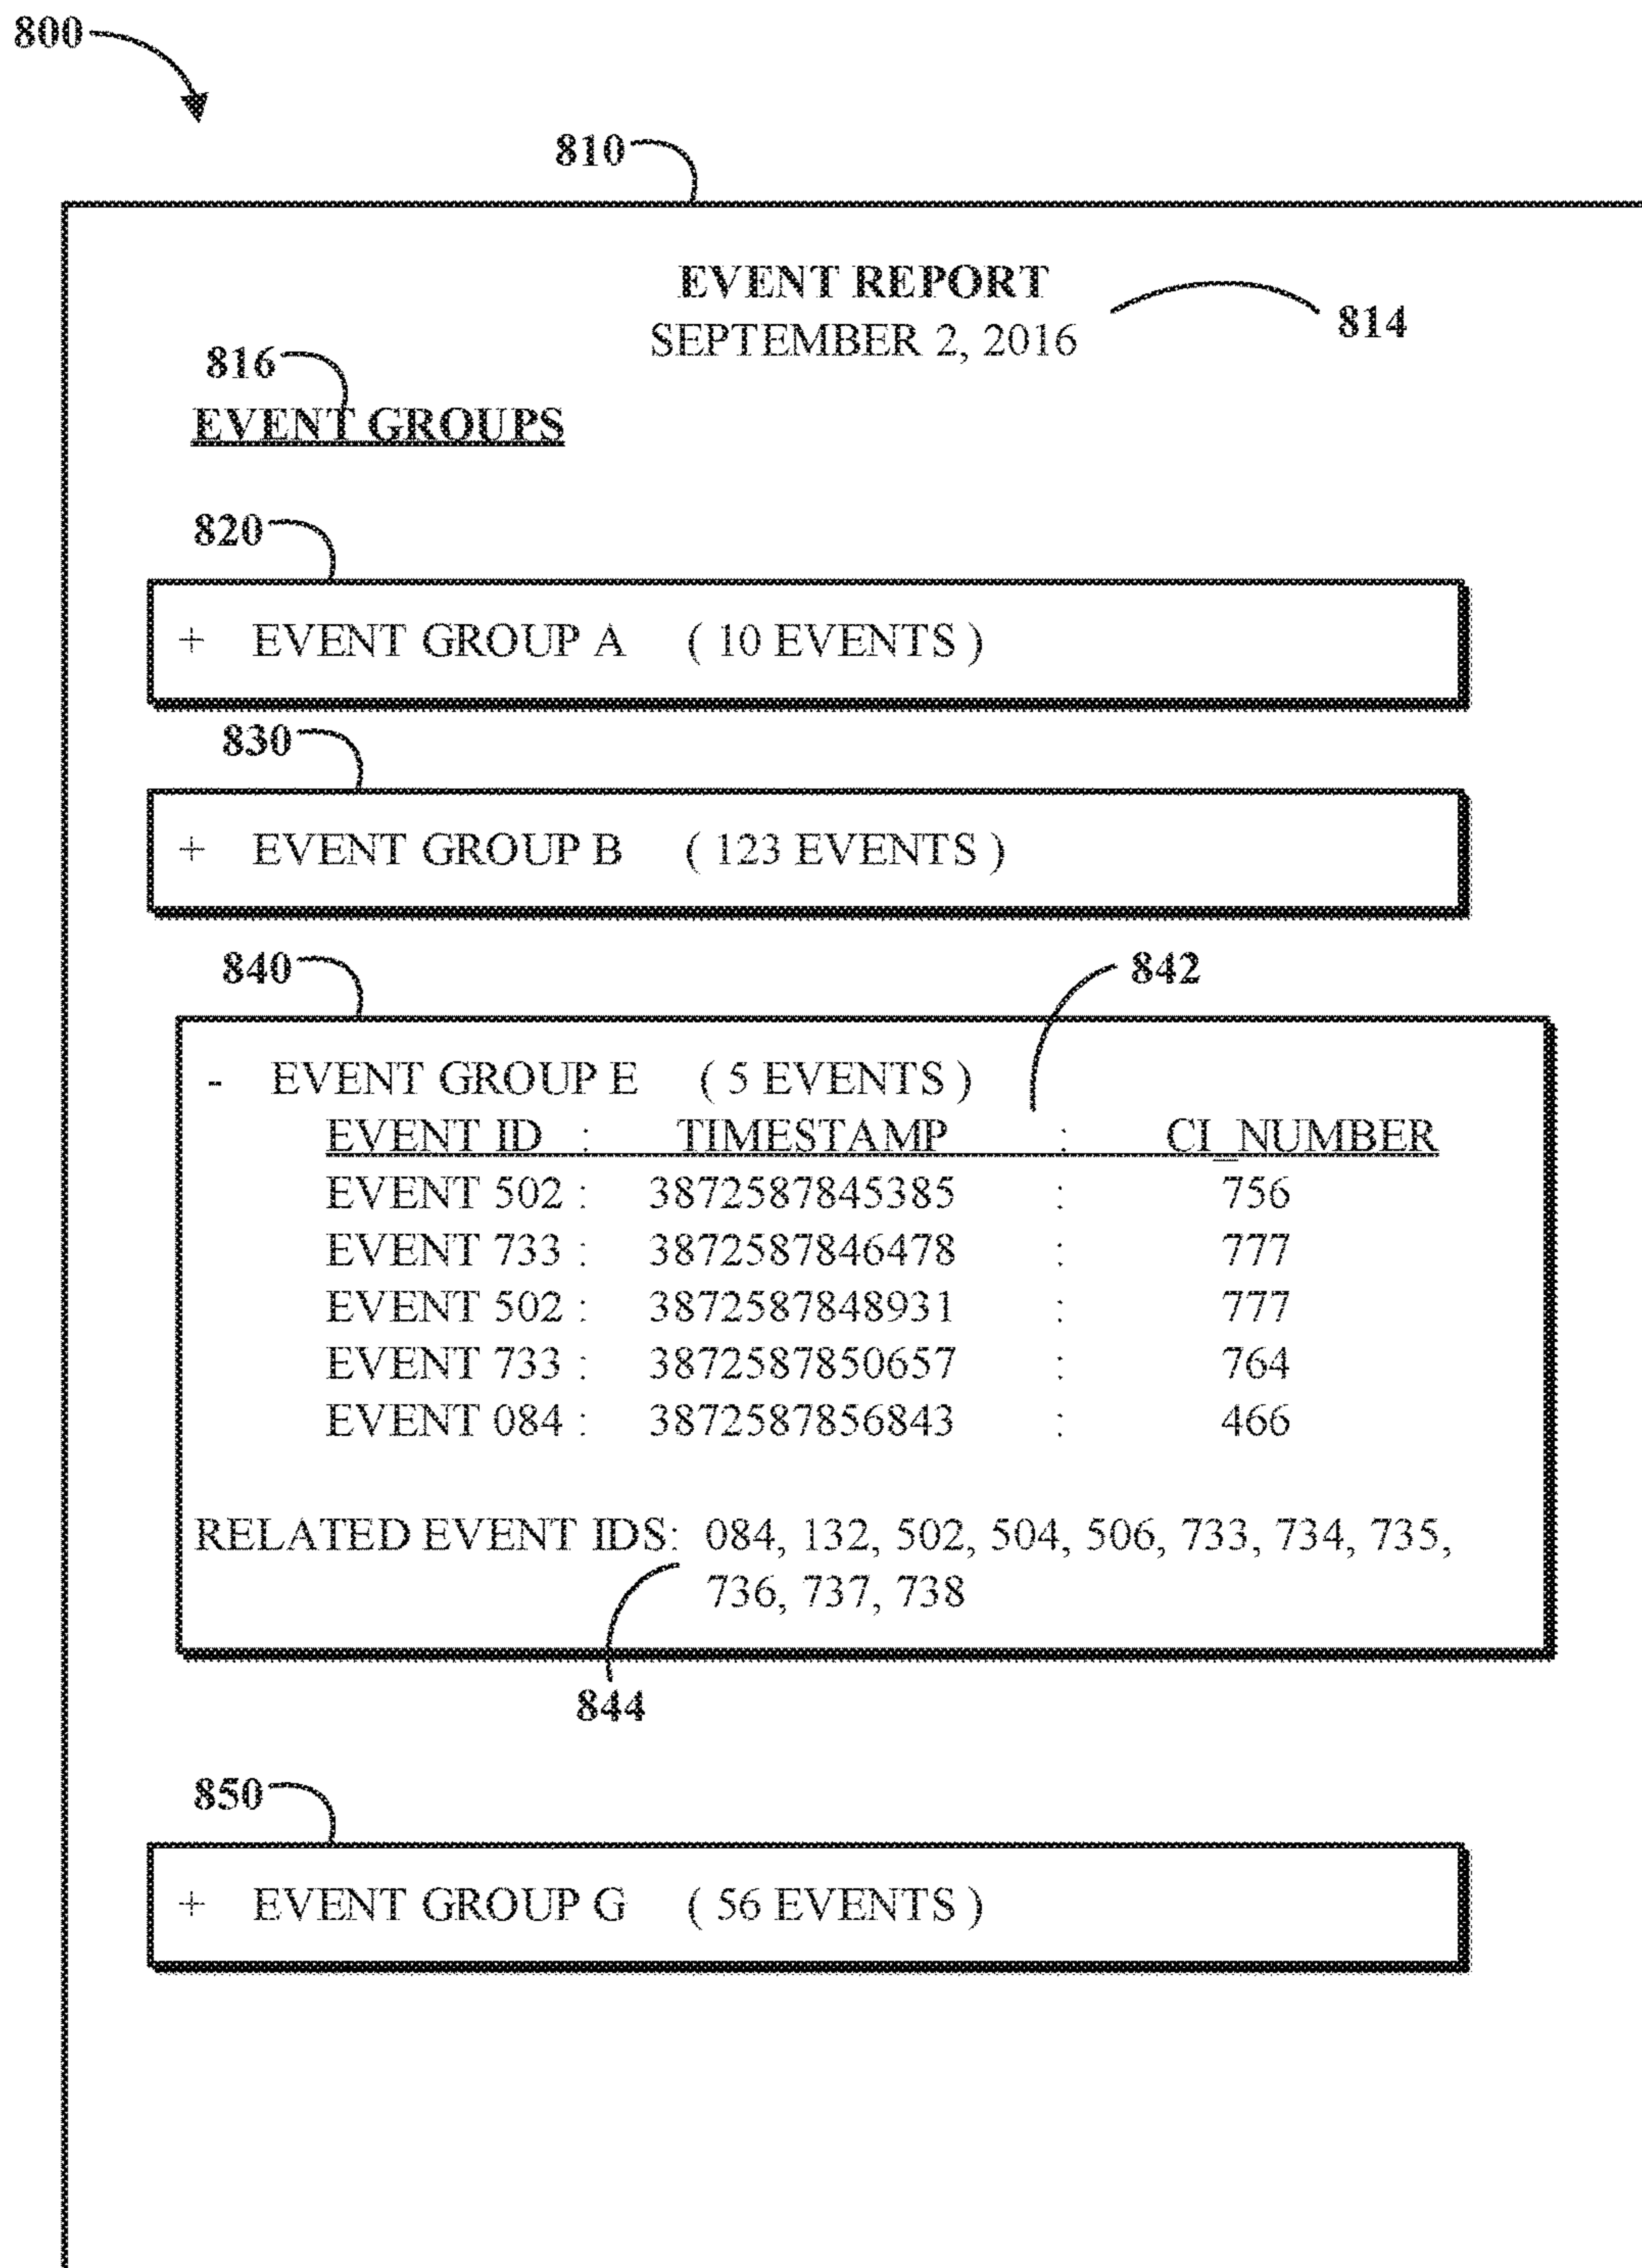 800
810
EVENT REPORT
SEPTEMBER 2, 2016
814
816
EVENT GROUPS
820
+ EVENT GROUP A ( 10 EVENTS )
830
+ EVENT GROUP B ( 123 EVENTS )
840
842
- EVENT GROUP E ( 5 EVENTS )
EVENT ID : TIMESTAMP : CI_NUMBER
EVENT 502 : 3872587845385 : 756
EVENT 733 : 3872587846478 : 777
EVENT 502 : 3872587848931 : 777
EVENT 733 : 3872587850657 : 764
EVENT 084 : 3872587856843 : 466
RELATED EVENT IDS: 084, 132, 502, 504, 506, 733, 734, 735,
736, 737, 738
844
850
+ EVENT GROUP G ( 56 EVENTS )